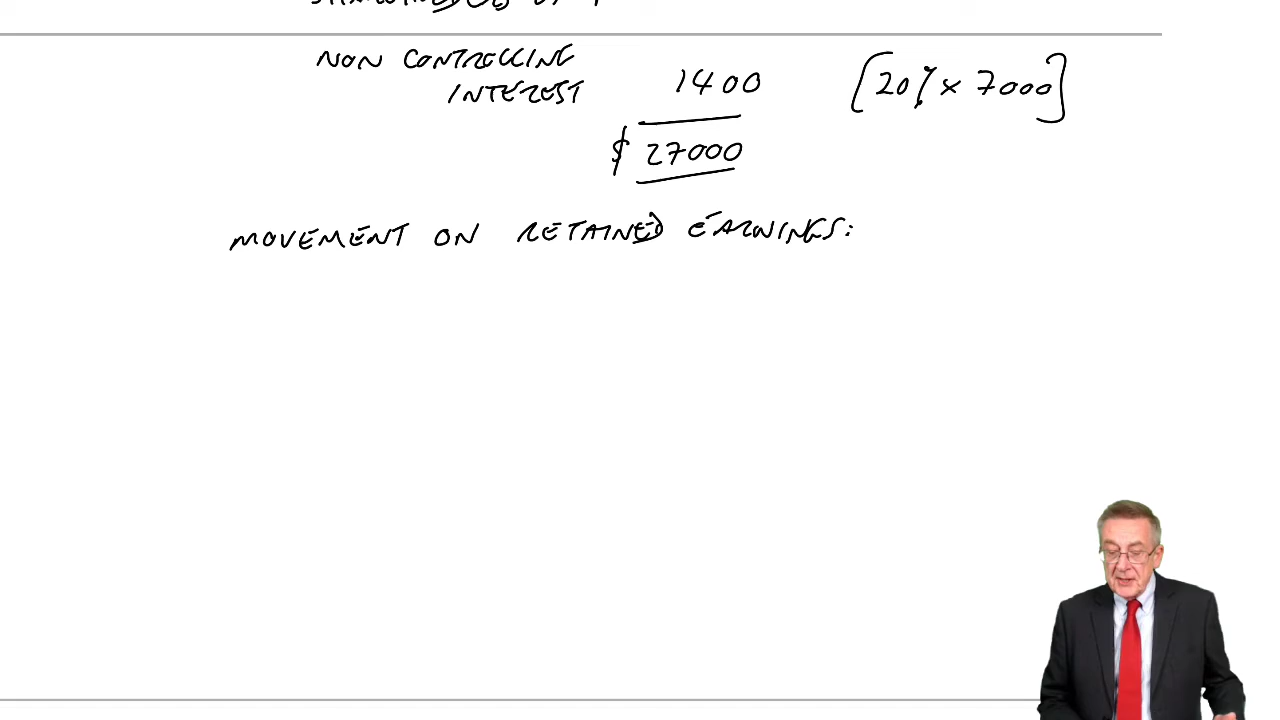 NON CONTROLLING
INTEREST 1400 [20% x 7000]
$ 27000
MOVEMENT ON RETAINED EARNINGS: